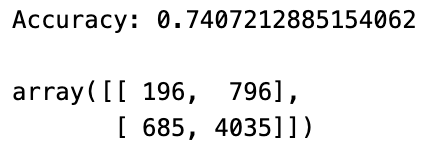 Accuracy: 0.7407212885154062
array([[ 196,  796],
       [ 685, 4035]])